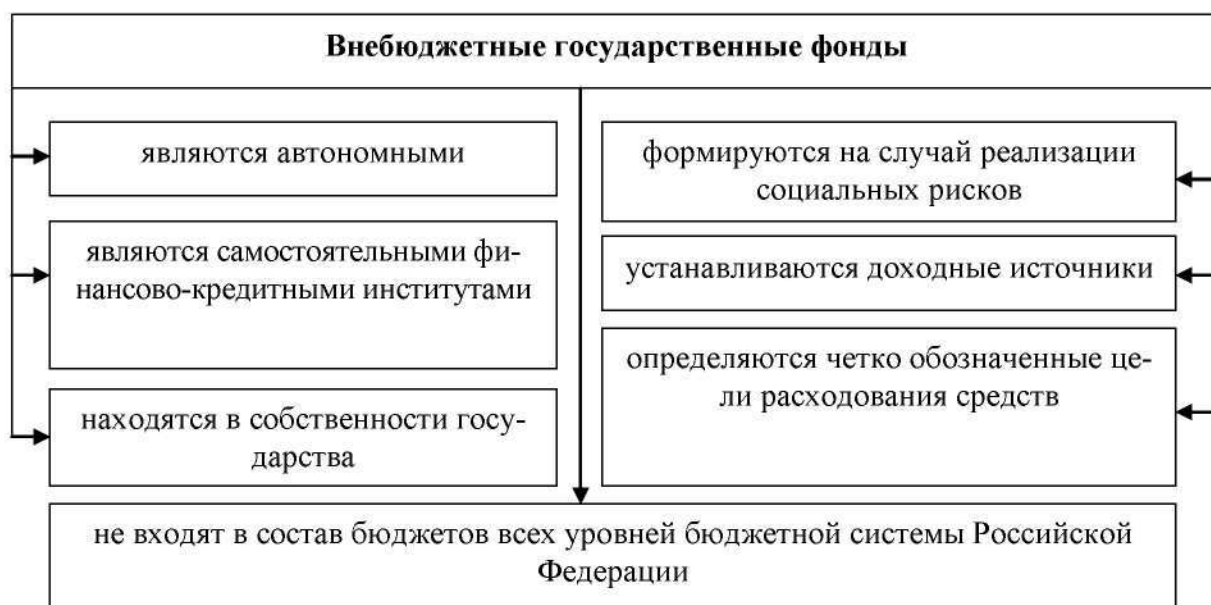 Внебюджетные государственные фонды
являются автономными
являются самостоятельными фи-
нансово-кредитными институтами
находятся в собственности госу-
дарства
формируются на случай реализации
социальных рисков
устанавливаются доходные источники
определяются четко обозначенные це-
ли расходования средств
не входят в состав бюджетов всех уровней бюджетной системы Российской
Федерации